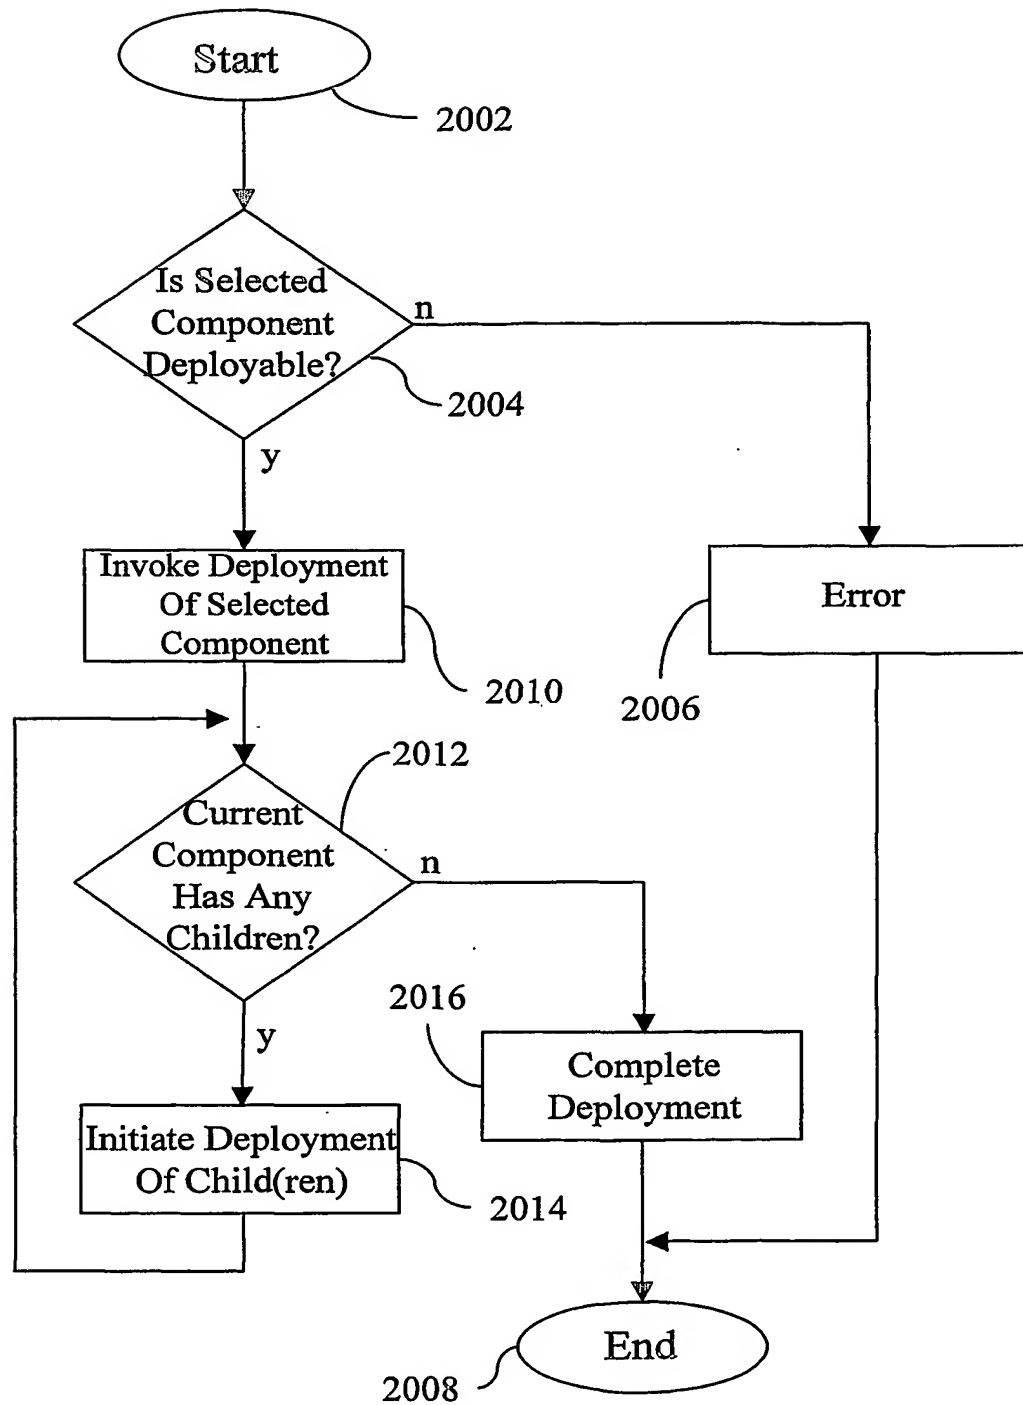 Start
2002
Is Selected
Component
Deployable?
n
2004
y
Invoke Deployment
Of Selected
Component
Error
2010
2006
2012
Current
Component
Has Any
Children?
n
2016
y
Complete
Deployment
Initiate Deployment
Of Child(ren)
2014
End
2008